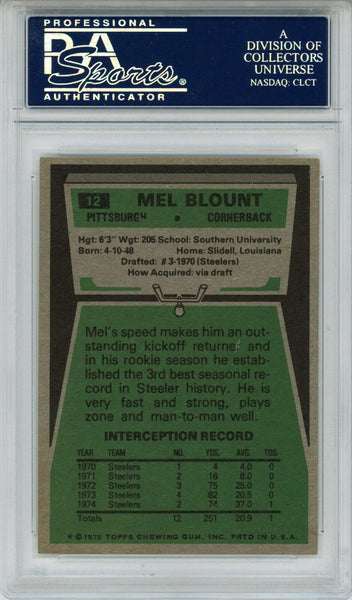 PROFESSIONAL
PSA
Sports
AUTHENTICATOR
A
DIVISION OF
COLLECTORS
UNIVERSE
NASDAQ: CLCT
12
MEL BLOUNT
PITTSBURGH
CORNERBACK
Hgt: 6'3" Wgt: 205 School: Southern University
Born: 4-10-48 Home: Slidell, Louisiana
Drafted: #3-1970 (Steelers)
How Acquired: via draft
Mel's speed makes him an out-
standing kickoff returner and
in his rookie season he estab-
lished the 3rd best seasonal re-
cord in Steeler history. He is
very fast and strong, plays
zone and man-to-man well.
INTERCEPTION RECORD
YEAR TEAM NO. YDS. AVG. TDS.
1970 Steelers 1 4 4.0 0
1971 Steelers 2 16 8.0 0
1972 Steelers 3 75 25.0 0
1973 Steelers 4 82 20.5 0
1974 Steelers 2 74 37.0 1
Totals 12 251 20.9 1
* © 1975 TOPPS CHEWING GUM, INC. PRTD IN U.S.A.